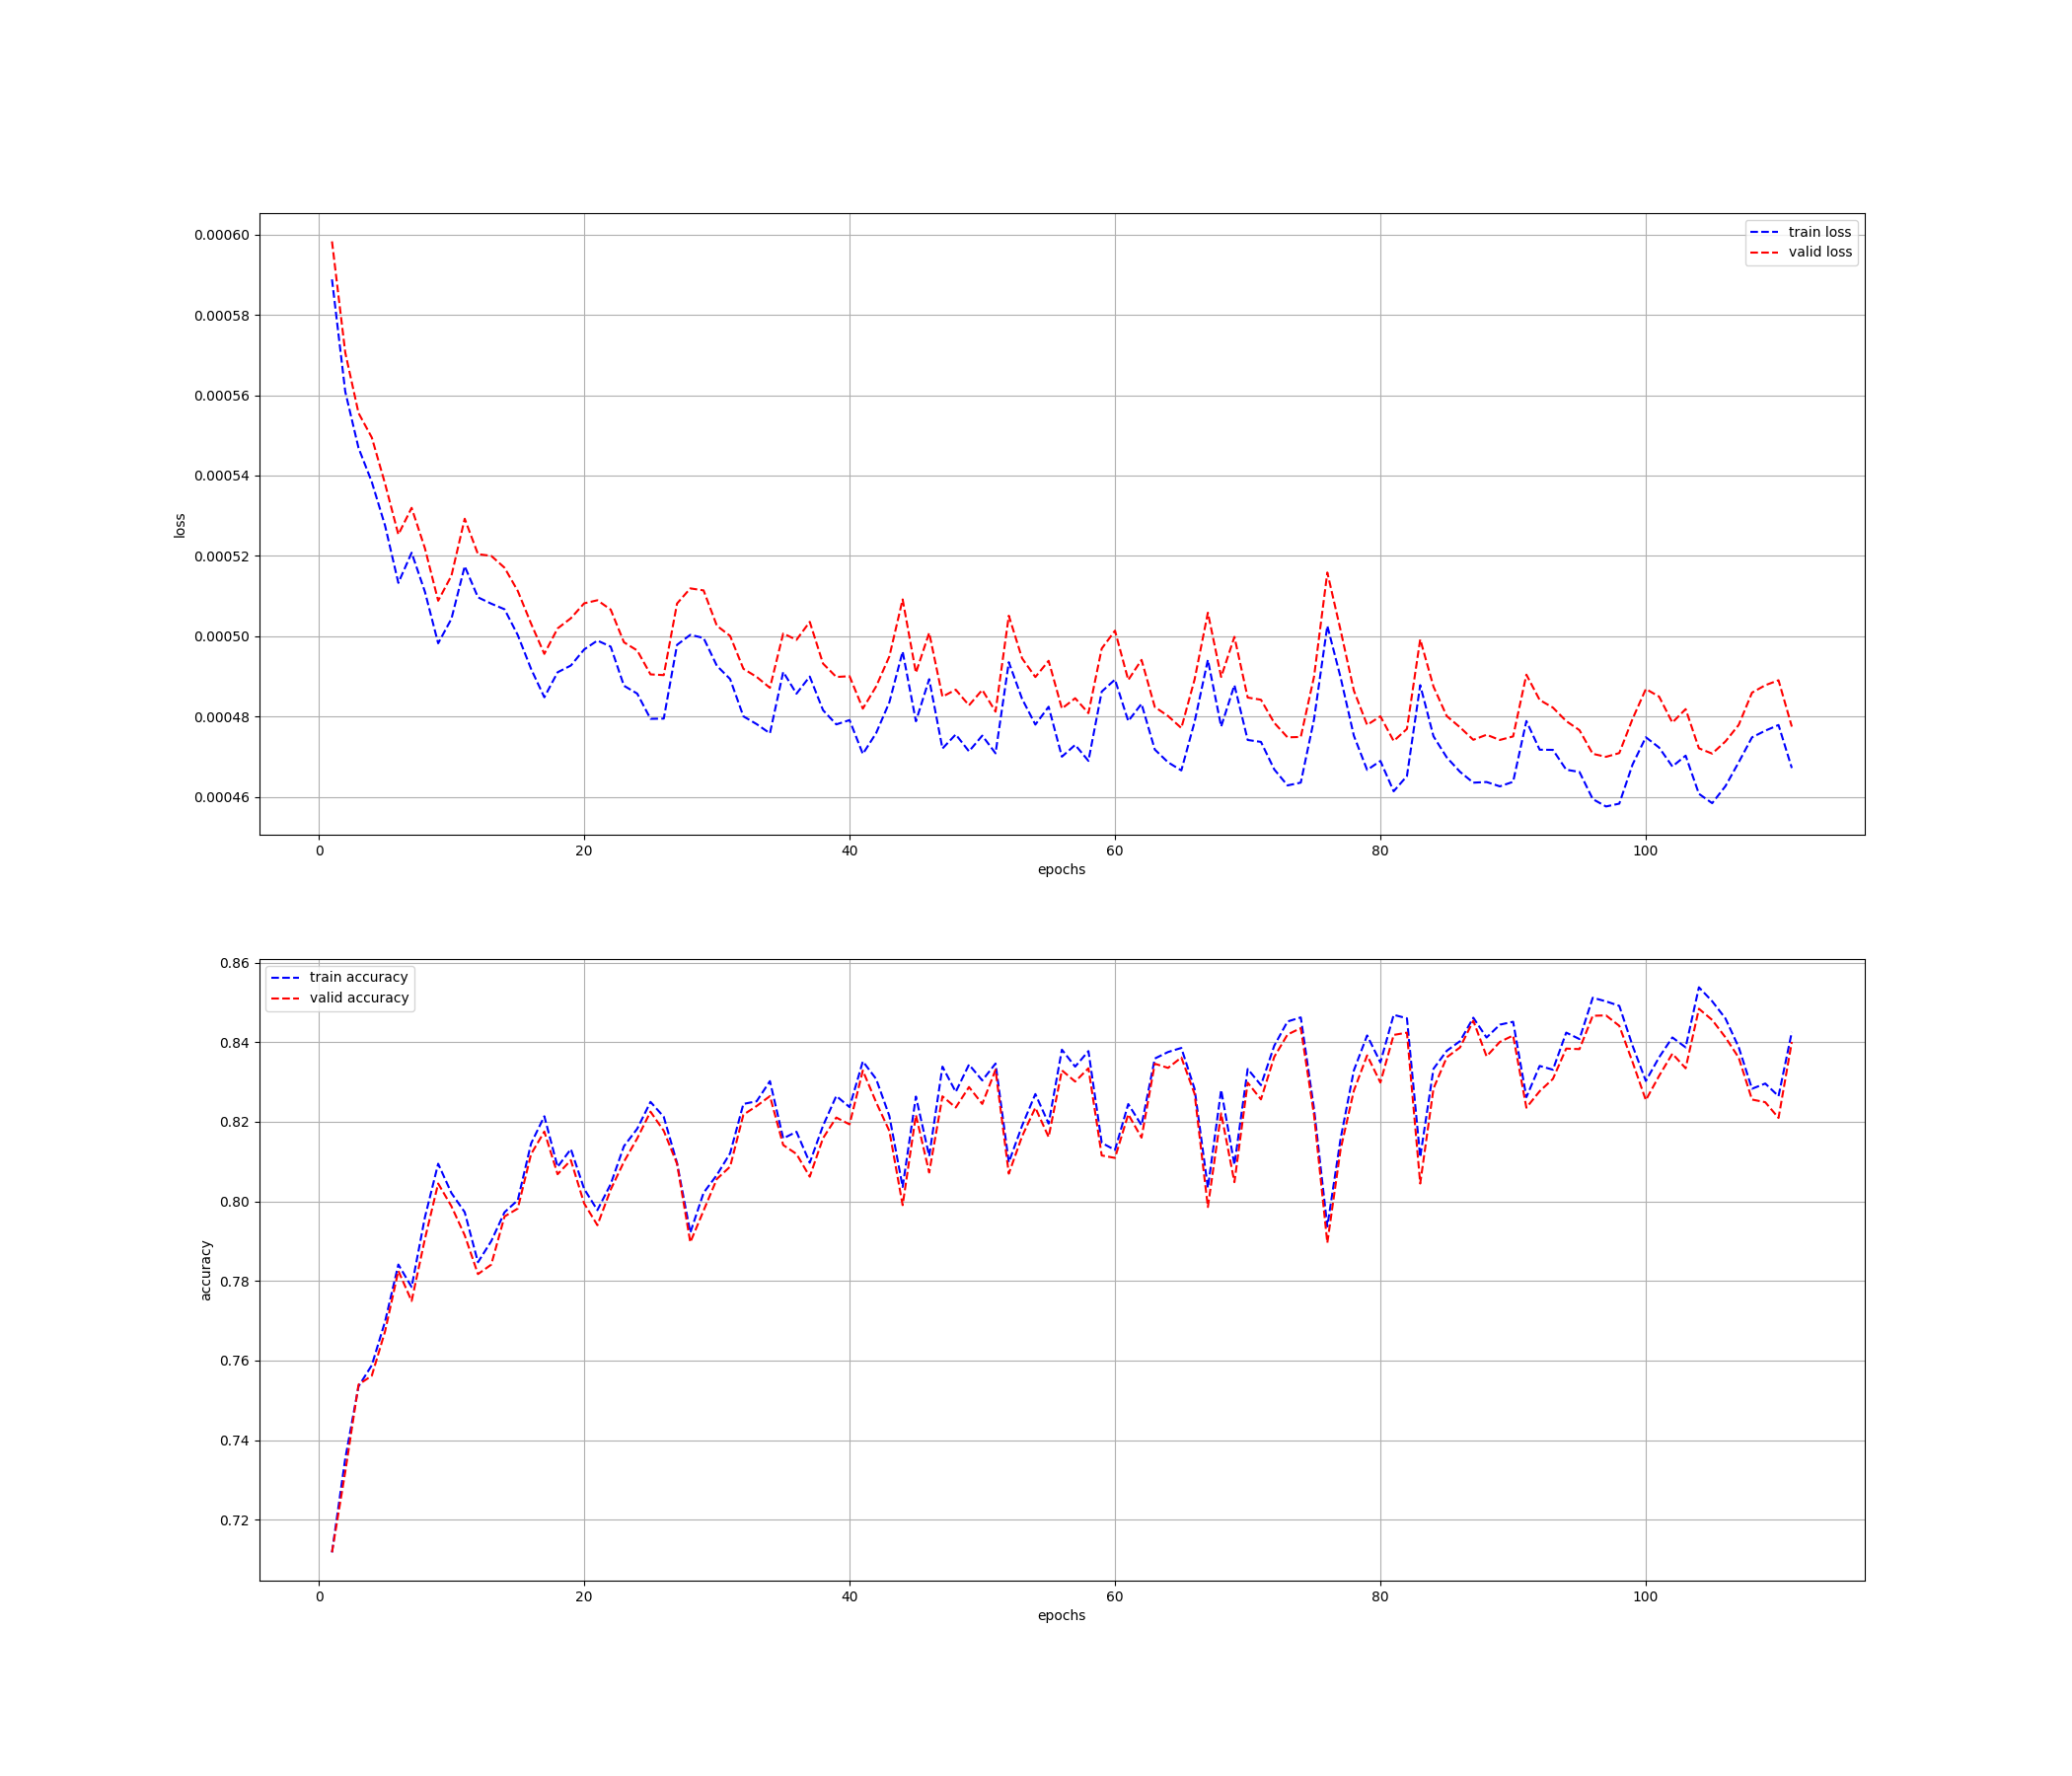 0.00060
0.00058
0.00056
0.00054
0.00052
0.00050
0.00048
0.00046
loss
train loss
valid loss
0 20 40 60 80 100
epochs
0.86
0.84
0.82
0.80
0.78
0.76
0.74
0.72
accuracy
train accuracy
valid accuracy
0 20 40 60 80 100
epochs